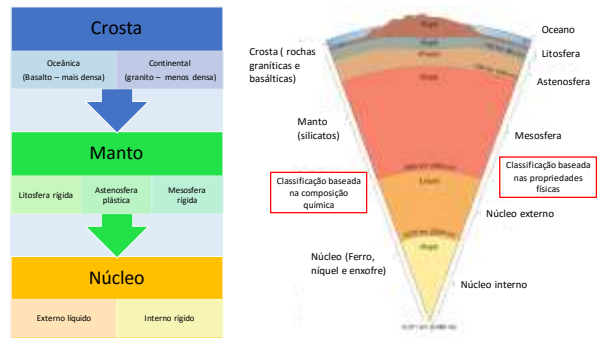 Crosta
Oceânica
(Basalto – mais densa)
Continental
(granito - menos densa)
Manto
Litosfera rígida
Astenosfera
plástica
Mesosfera
rígida
Núcleo
Externo líquido
Interno rígido
Crosta ( rochas
graníticas e
basálticas)
Manto
(silicatos)
Classificação baseada
na composição
química
Núcleo (Ferro,
níquel e enxofre)
Oceano
Litosfera
Astenosfera
Mesosfera
Classificação baseada
nas propriedades
físicas
Núcleo externo
Núcleo interno